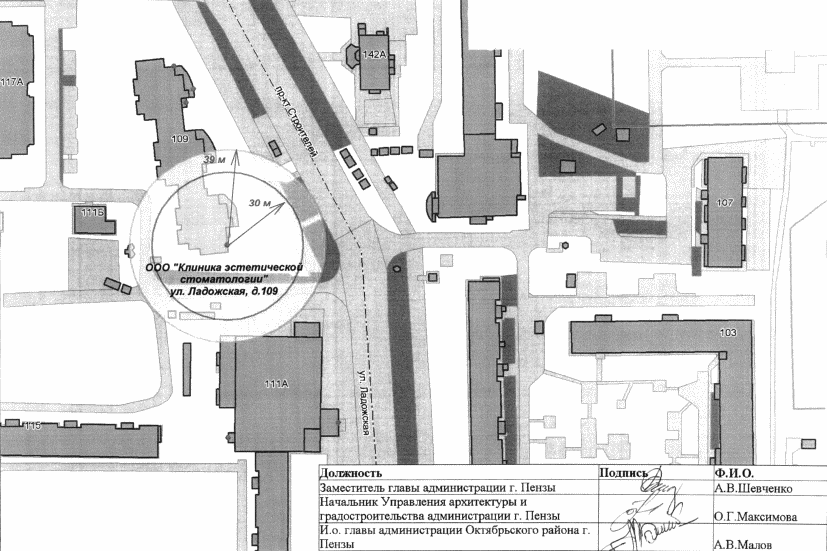 117А
142А
пр-кт Строителей
109
39 м
30 м
107
111Б
ООО "Клиника эстетической
стоматологии"
ул. Ладожская, д.109
103
111А
ул. Ладожская
115
Должность Подпись Ф.И.О.
Заместитель главы администрации г. Пензы А.В.Шевченко
Начальник Управления архитектуры и
градостроительства администрации г. Пензы О.Г.Максимова
И.о. главы администрации Октябрьского района г.
Пензы А.В.Малов